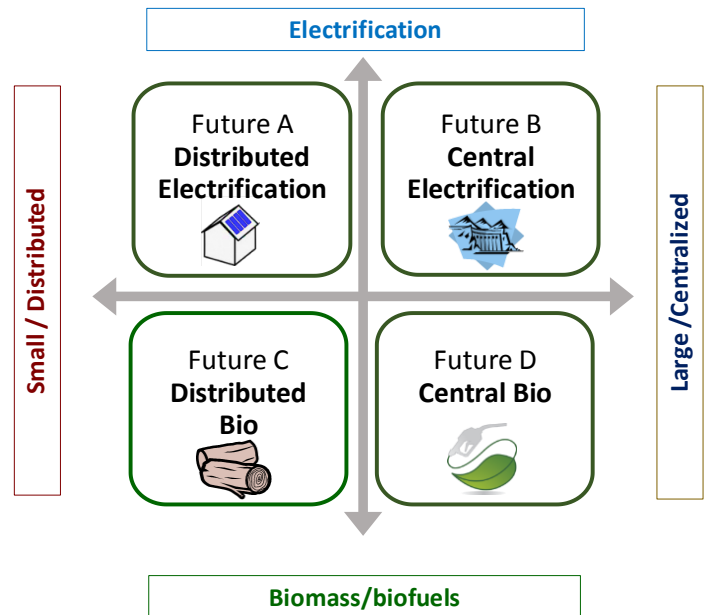 Electrification
Small / Distributed
Future A
Distributed
Electrification
Future B
Central
Electrification
Large /Centralized
Future C
Distributed
Bio
Future D
Central Bio
Biomass/biofuels